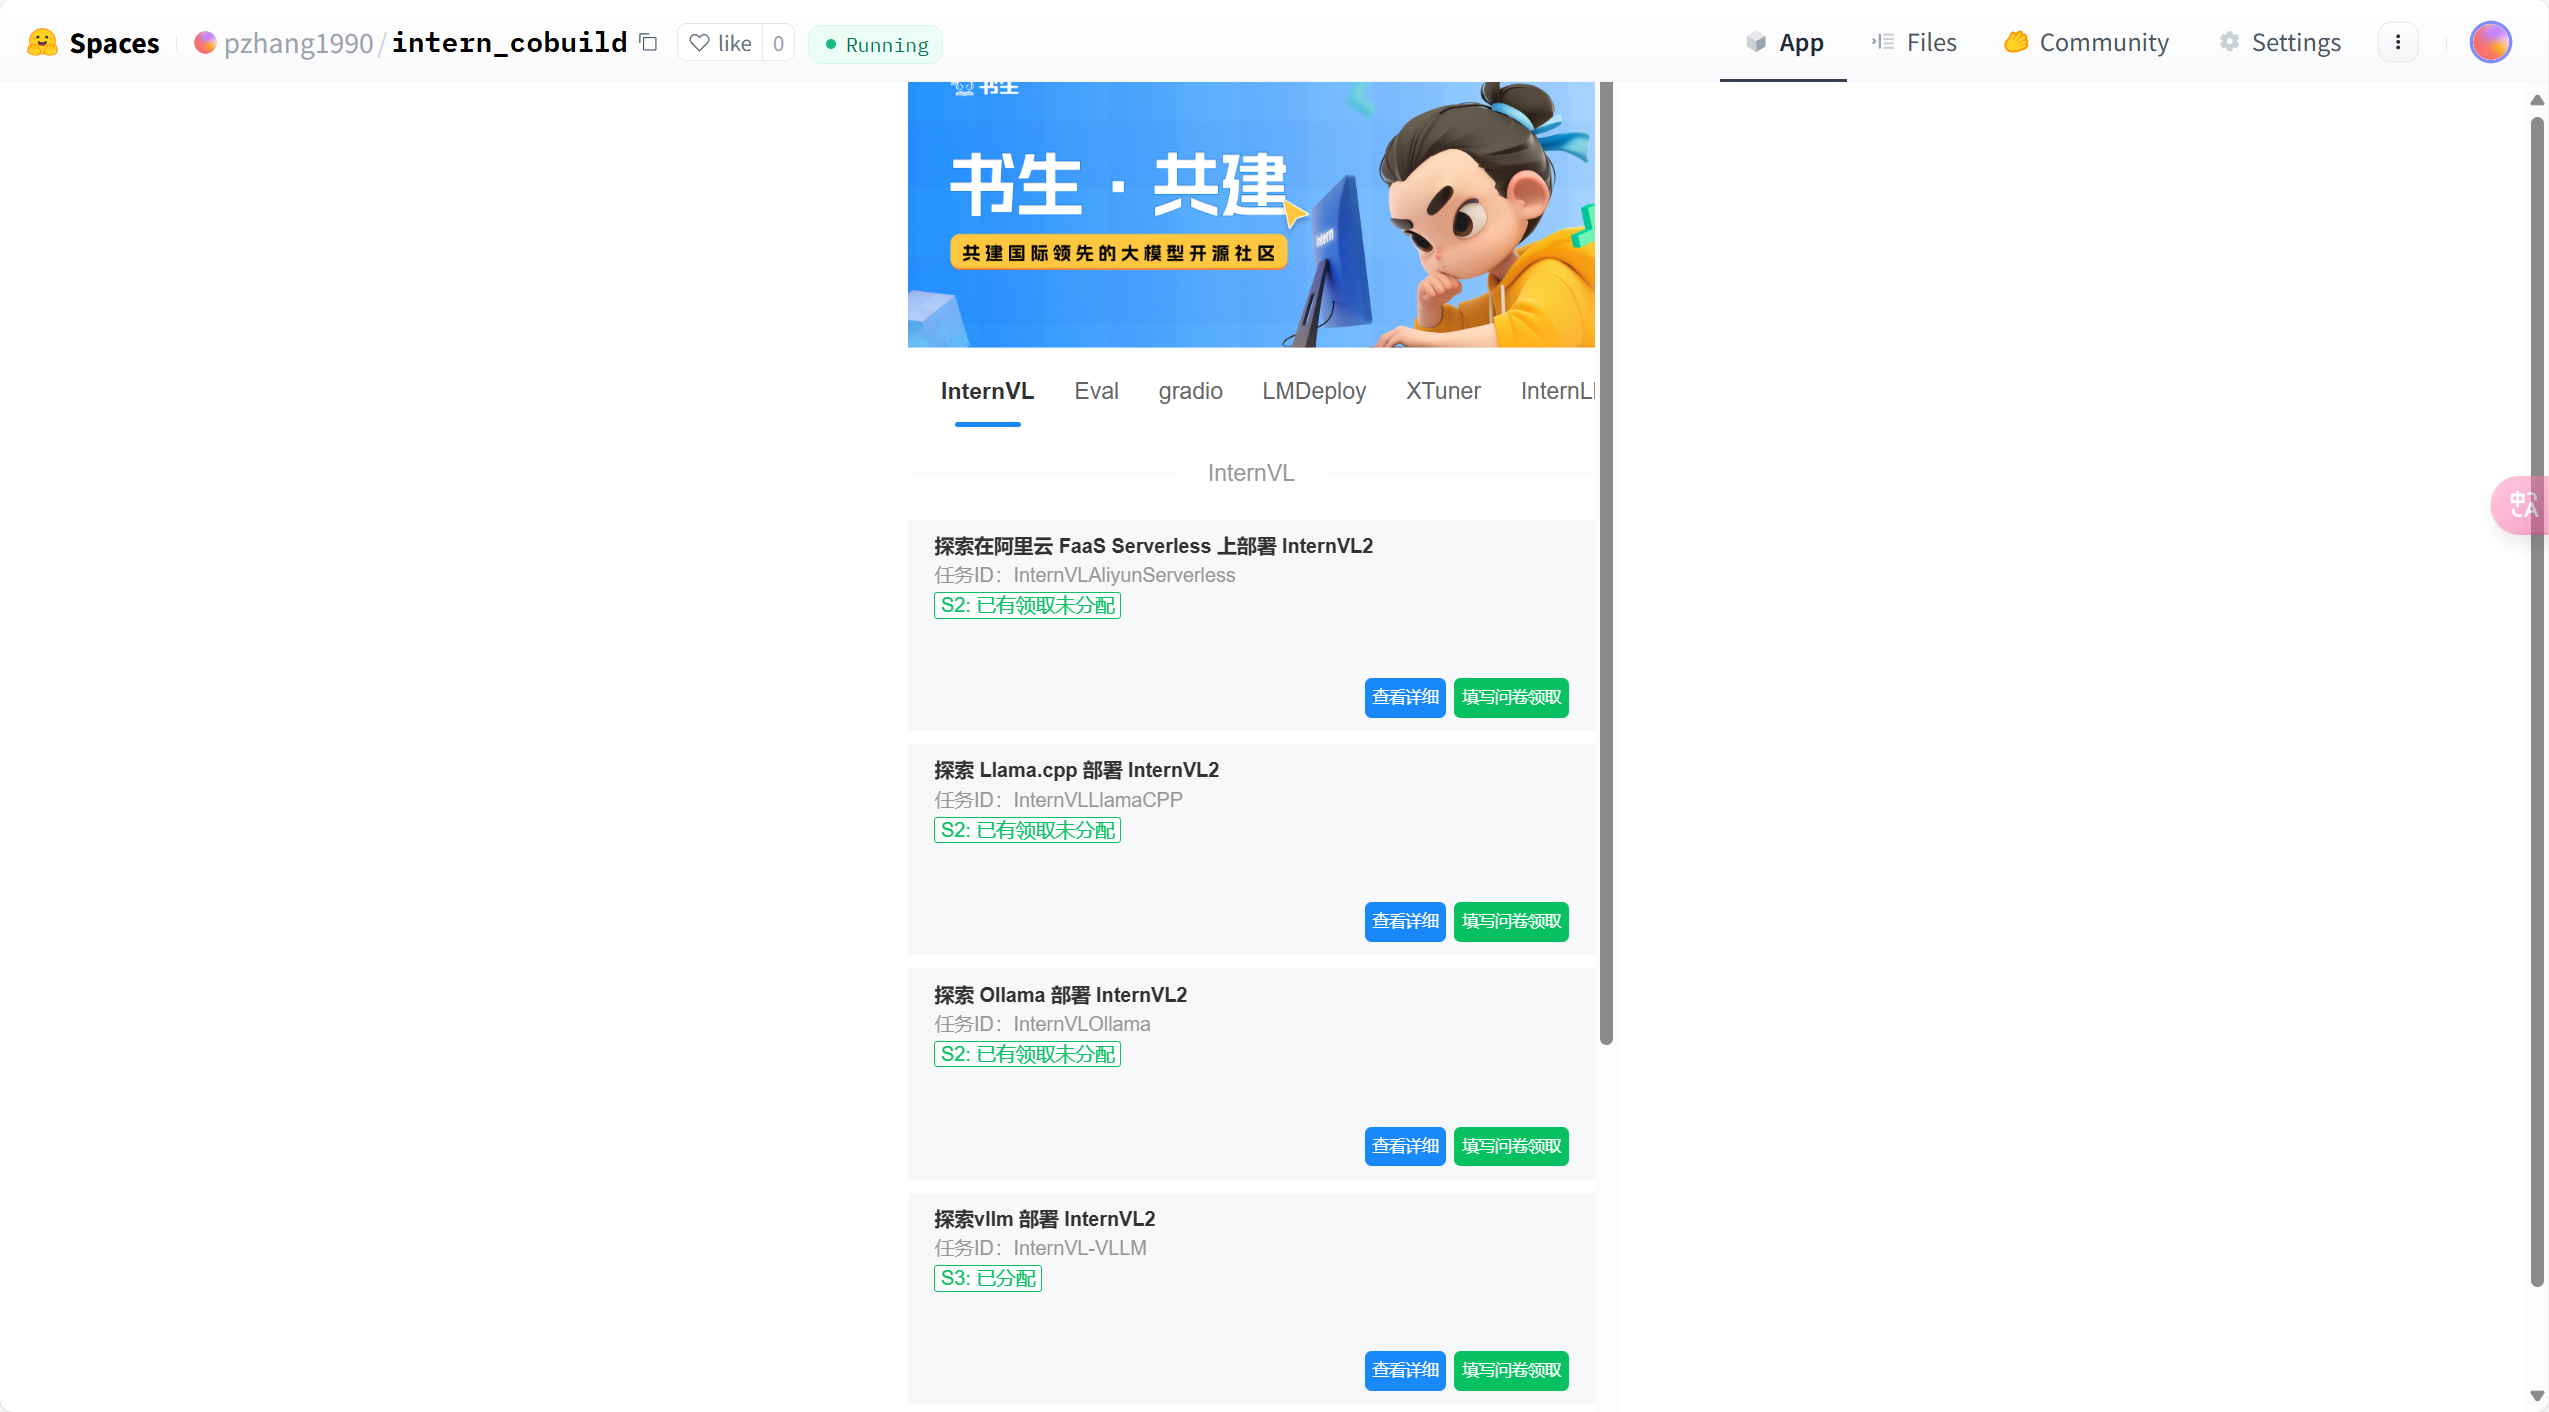 Spaces
pzhang1990/intern_cobuild
like 0
Running
App
Files
Community
Settings
书生
书生·共建
共建国际领先的大模型开源社区
Intern
InternVL Eval gradio LMDeploy XTuner InternL
InternVL
探索在阿里云 FaaS Serverless 上部署 InternVL2
任务ID：InternVLAliyunServerless
S2: 已有领取未分配
查看详细 填写问卷领取
探索 Llama.cpp 部署 InternVL2
任务ID：InternVLLlamaCPP
S2: 已有领取未分配
查看详细 填写问卷领取
探索 Ollama 部署 InternVL2
任务ID：InternVLOllama
S2: 已有领取未分配
查看详细 填写问卷领取
探索vllm 部署 InternVL2
任务ID：InternVL-VLLM
S3: 已分配
查看详细 填写问卷领取
中A